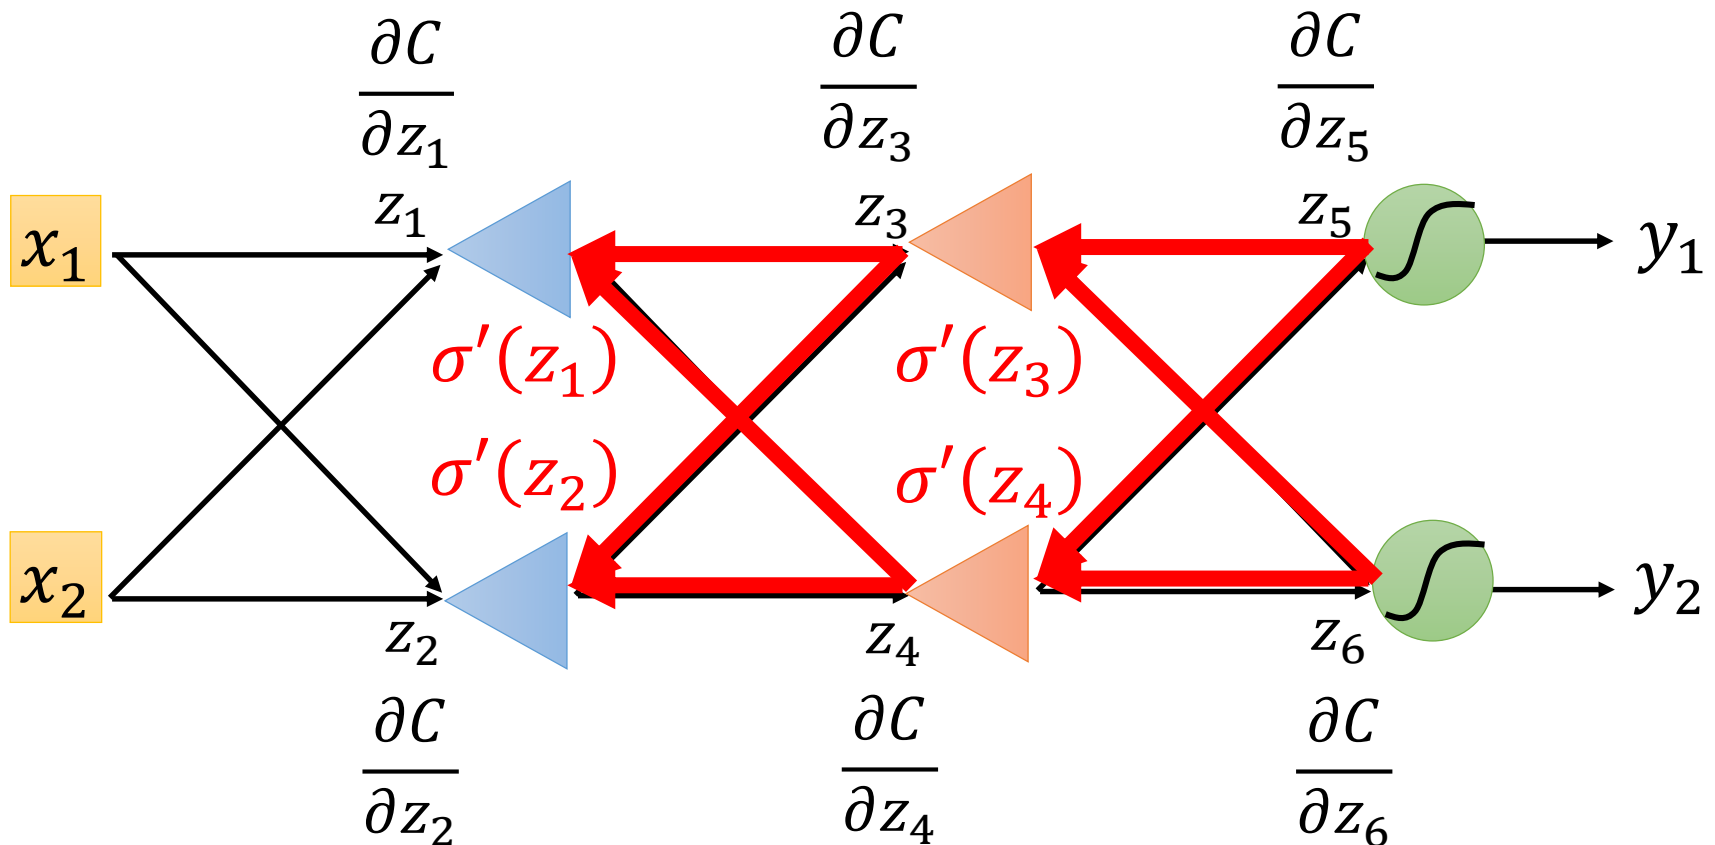 ∂C/∂z₁ ∂C/∂z₃ ∂C/∂z₅
x₁ z₁ z₃ z₅ y₁
σ′(z₁) σ′(z₃)
σ′(z₂) σ′(z₄)
x₂ z₂ z₄ z₆ y₂
∂C/∂z₂ ∂C/∂z₄ ∂C/∂z₆